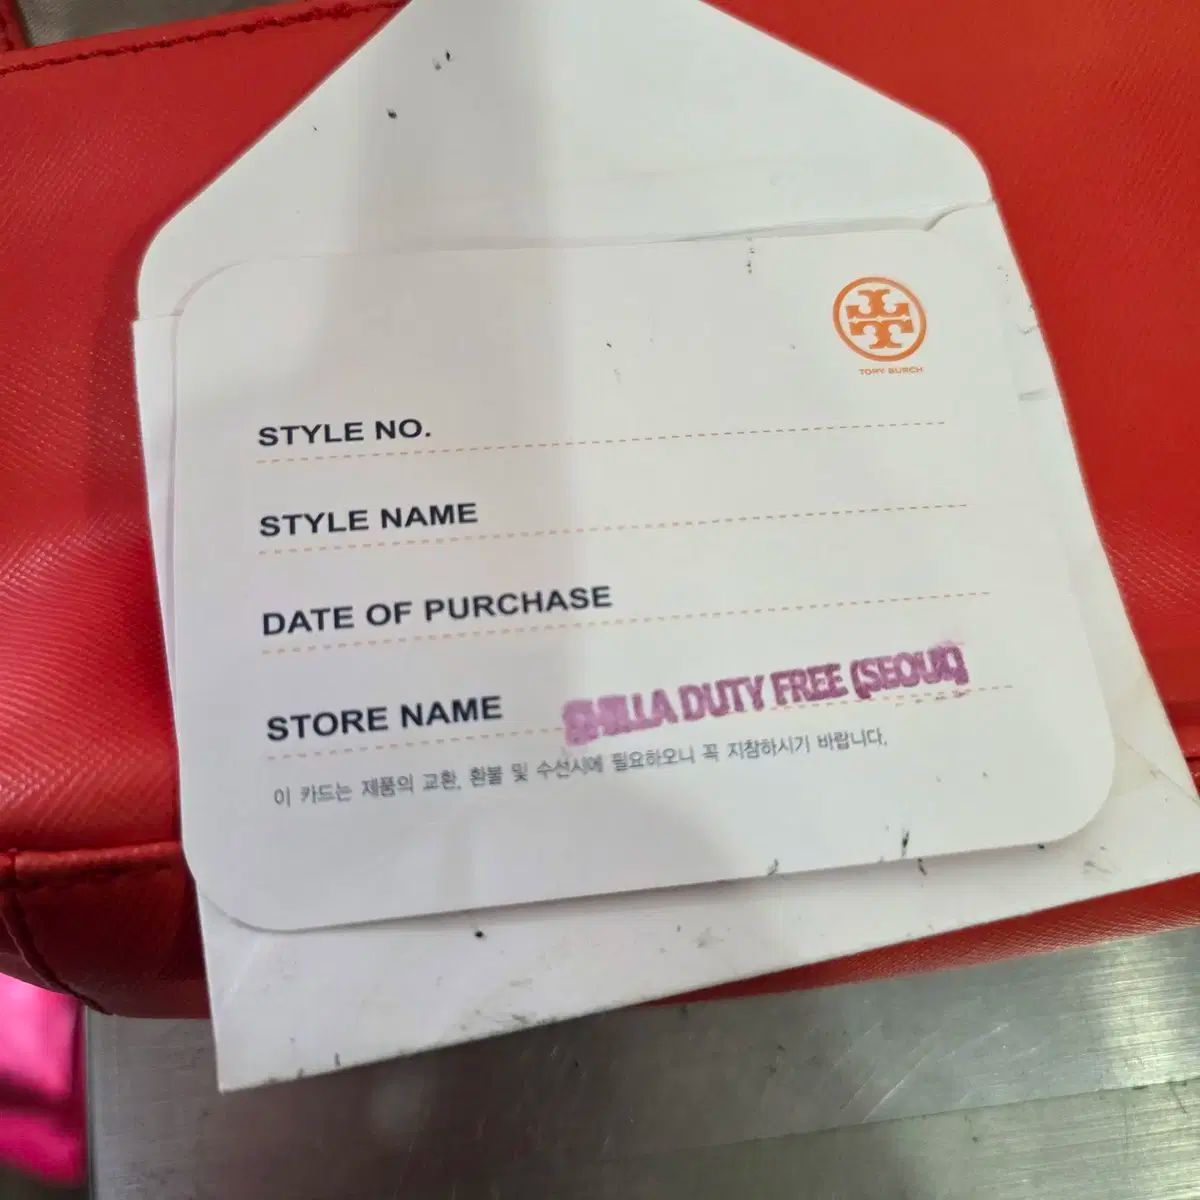 TORY BURCH
STYLE NO.
STYLE NAME
DATE OF PURCHASE
STORE NAME SHILLA DUTY FREE (SEOUL)
이 카드는 제품의 교환, 환불 및 수선시에 필요하오니 꼭 지참하시기 바랍니다.